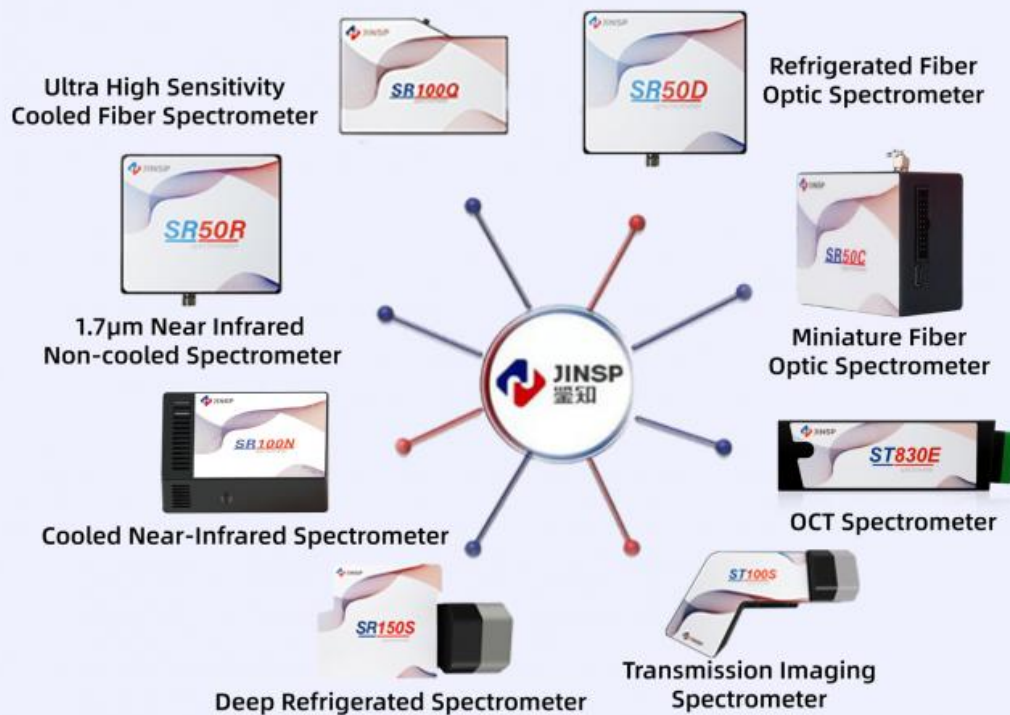 JINSP
SR100Q
Ultra High Sensitivity
Cooled Fiber Spectrometer
JINSP
SR50D
Refrigerated Fiber
Optic Spectrometer
JINSP
SR50R
1.7μm Near Infrared
Non-cooled Spectrometer
JINSP
SR50C
Miniature Fiber
Optic Spectrometer
JINSP
鉴知
JINSP
SR100N
Cooled Near-Infrared Spectrometer
JINSP
ST830E
OCT Spectrometer
JINSP
SR150S
Deep Refrigerated Spectrometer
ST100S
JINSP
Transmission Imaging
Spectrometer